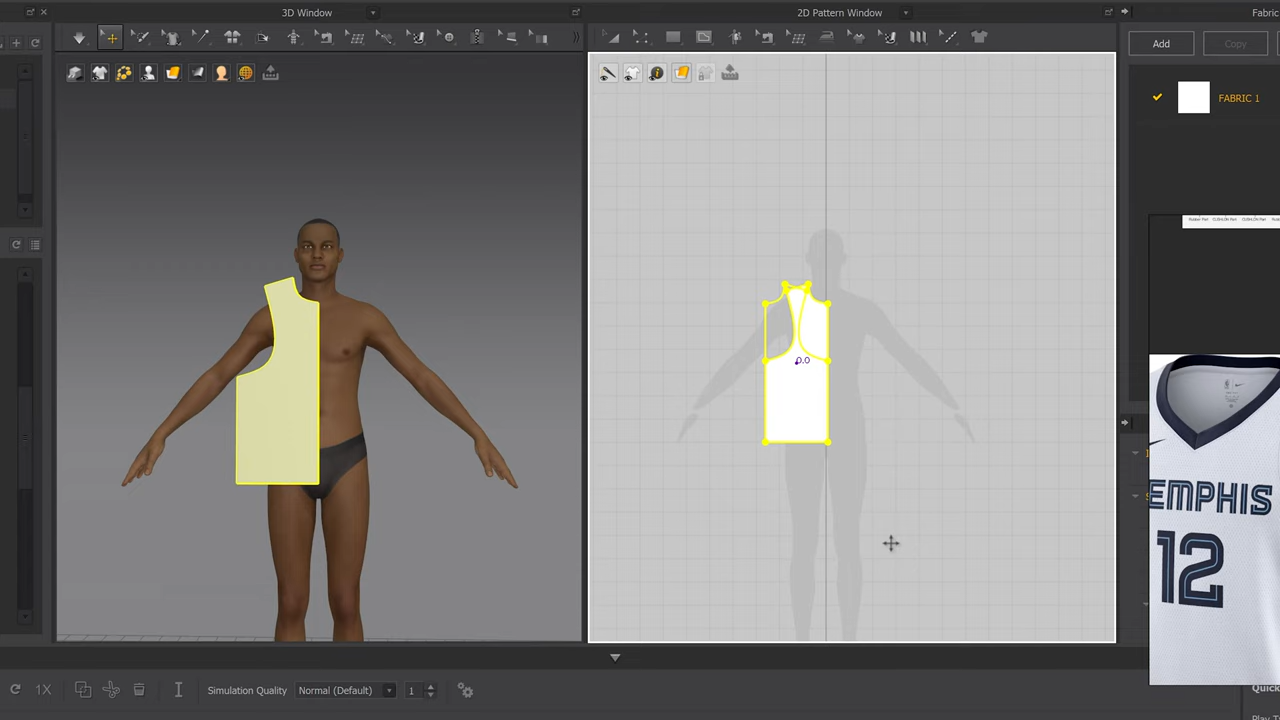 3D Window
2D Pattern Window
Fabric
Add
Copy
FABRIC 1
0.0
EMPHIS
12
1X
Simulation Quality
Normal (Default)
1
Quick
Play T